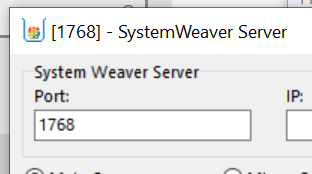 [1768] - SystemWeaver Server
System Weaver Server
Port: IP:
1768